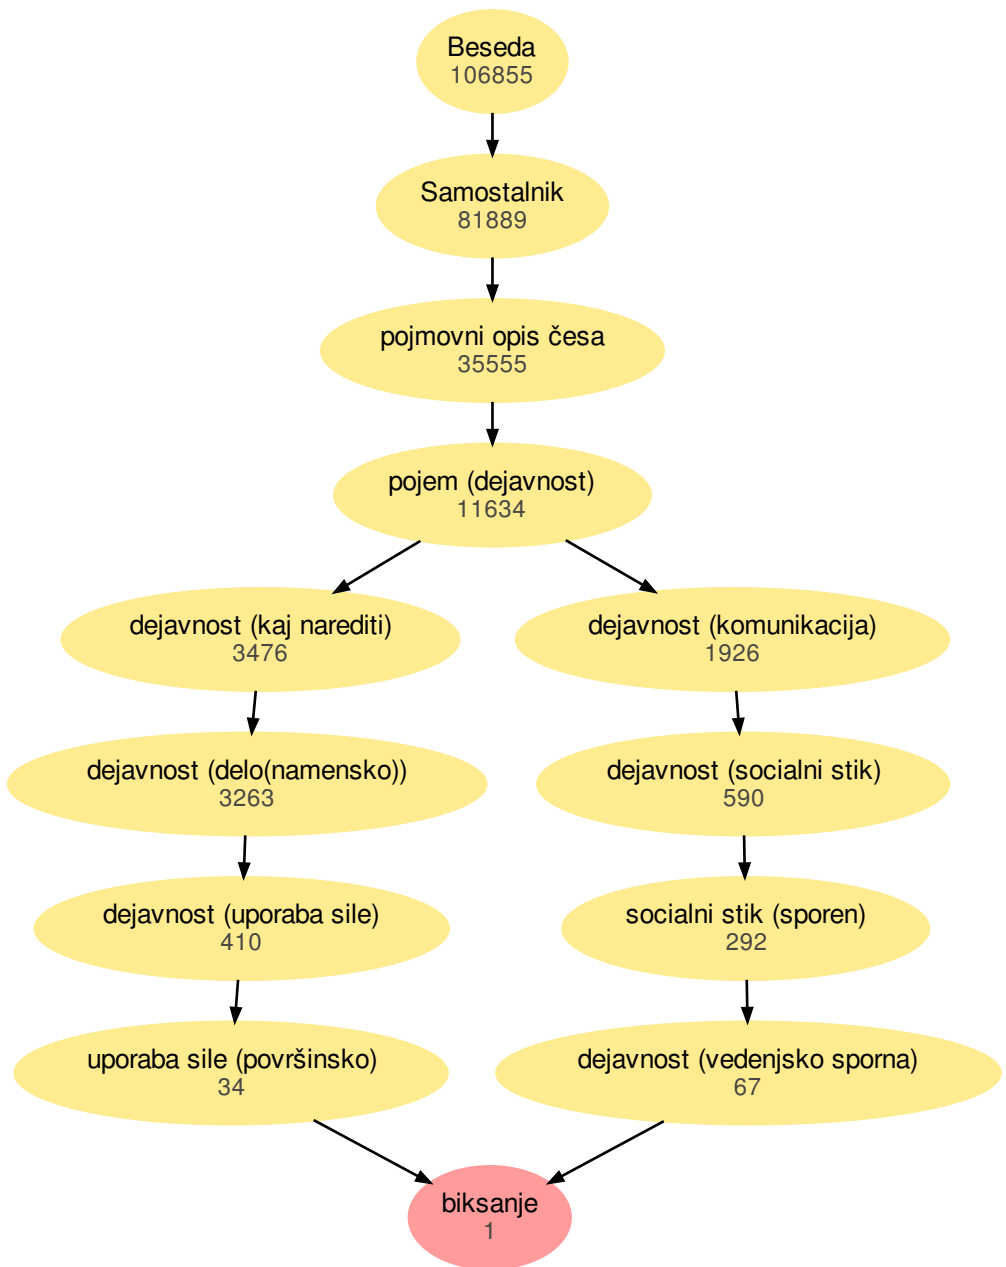 Beseda
106855
Samostalnik
81889
pojmovni opis česa
35555
pojem (dejavnost)
11634
dejavnost (kaj narediti)
3476
dejavnost (komunikacija)
1926
dejavnost (delo(namensko))
3263
dejavnost (socialni stik)
590
dejavnost (uporaba sile)
410
socialni stik (sporen)
292
uporaba sile (površinsko)
34
dejavnost (vedenjsko sporna)
67
biksanje
1